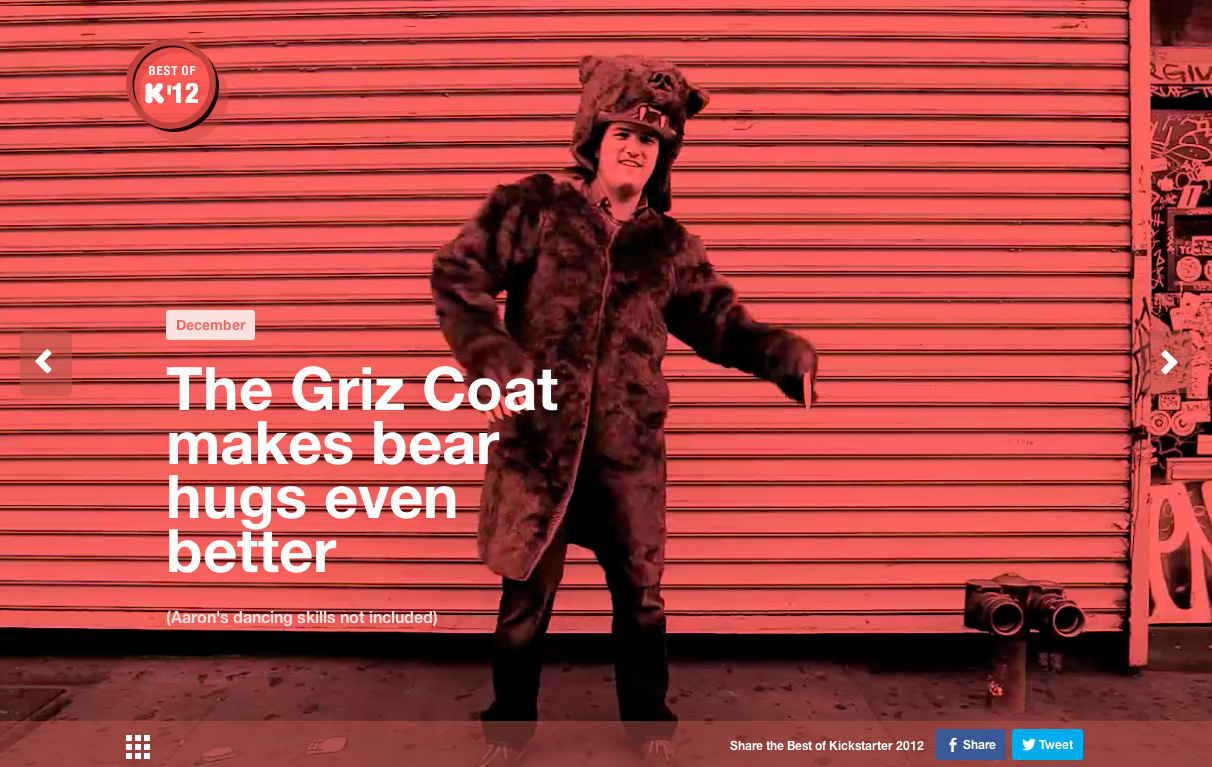 BEST OF
K'12
December
The Griz Coat
makes bear
hugs even
better
(Aaron's dancing skills not included)
Share the Best of Kickstarter 2012
Share
Tweet